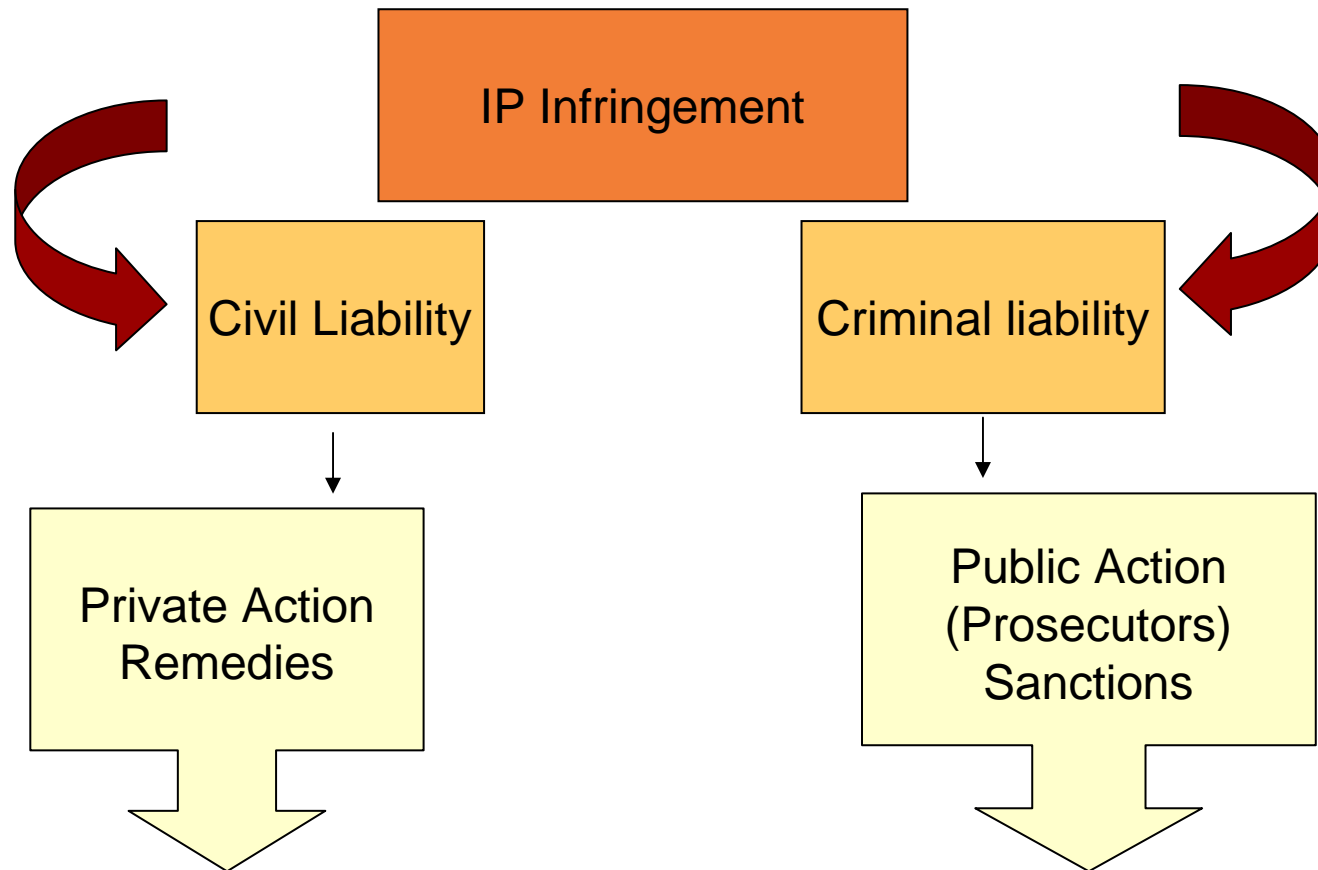 IP Infringement
Civil Liability
Criminal liability
Private Action
Remedies
Public Action
(Prosecutors)
Sanctions